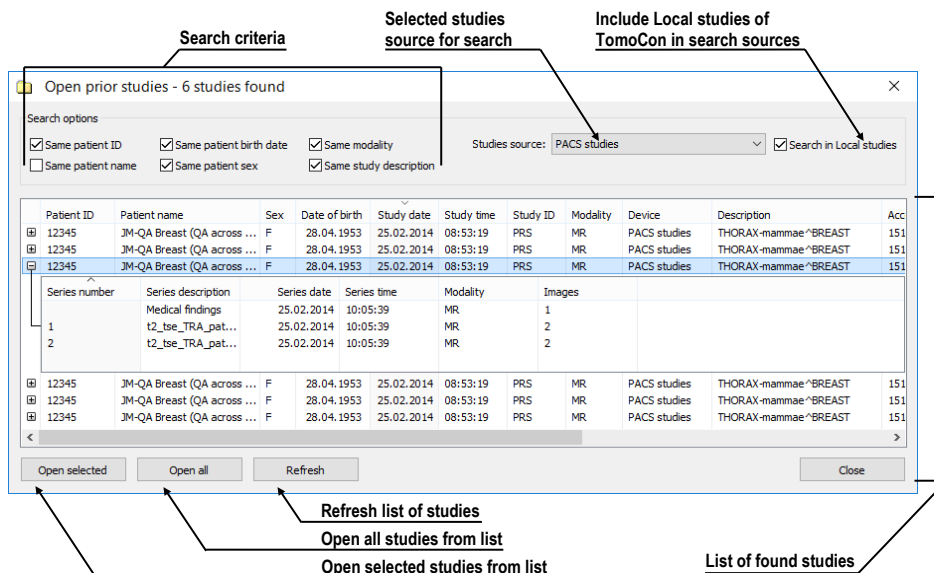 Selected studies
source for search
Include Local studies of
TomoCon in search sources
Search criteria
Open prior studies - 6 studies found
Search options
Same patient ID Same patient birth date Same modality Studies source: PACS studies Search in Local studies
Same patient name Same patient sex Same study description
Patient ID Patient name Sex Date of birth Study date Study time Study ID Modality Device Description Acc
12345 JM-QA Breast (QA across ... F 28.04.1953 25.02.2014 08:53:19 PRS MR PACS studies THORAX-mammae^BREAST 151
12345 JM-QA Breast (QA across ... F 28.04.1953 25.02.2014 08:53:19 PRS MR PACS studies THORAX-mammae^BREAST 151
12345 JM-QA Breast (QA across ... F 28.04.1953 25.02.2014 08:53:19 PRS MR PACS studies THORAX-mammae^BREAST 151
Series number Series description Series date Series time Modality Images
Medical findings 25.02.2014 10:05:39 MR 1
1 t2_tse_TRA_pat... 25.02.2014 10:05:39 MR 2
2 t2_tse_TRA_pat... 25.02.2014 10:05:39 MR 2
12345 JM-QA Breast (QA across ... F 28.04.1953 25.02.2014 08:53:19 PRS MR PACS studies THORAX-mammae^BREAST 151
12345 JM-QA Breast (QA across ... F 28.04.1953 25.02.2014 08:53:19 PRS MR PACS studies THORAX-mammae^BREAST 151
12345 JM-QA Breast (QA across ... F 28.04.1953 25.02.2014 08:53:19 PRS MR PACS studies THORAX-mammae^BREAST 151
Open selected Open all Refresh Close
Refresh list of studies
Open all studies from list
Open selected studies from list
List of found studies